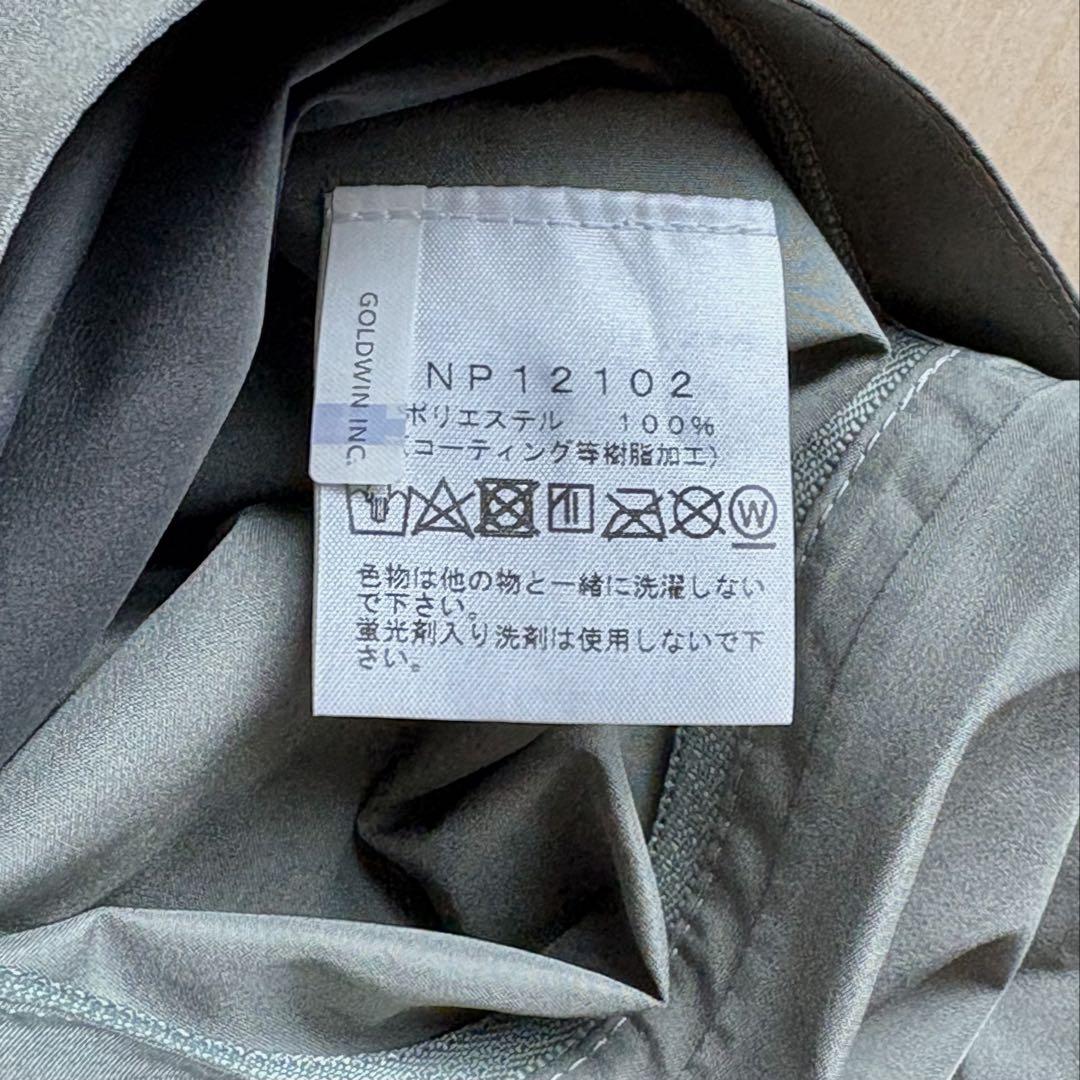 GOLDWIN INC.
NP12102
ポリエステル 100%
(コーティング等樹脂加工)
W
色物は他の物と一緒に洗濯しない
で下さい。
蛍光剤入り洗剤は使用しないで下
さい。